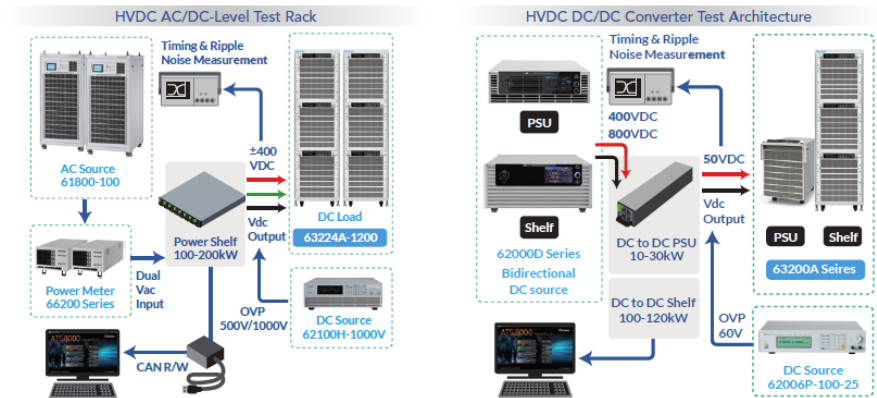 HVDC AC/DC-Level Test Rack
Timing & Ripple
Noise Measurement
AC Source
61800-100
±400
VDC
DC Load
63224A-1200
Power Shelf
100-200kW
Vdc
Output
Power Meter
66200 Series
Dual
Vac
Input
OVP
500V/1000V
DC Source
62100H-1000V
ATS 8000
CAN R/W
HVDC DC/DC Converter Test Architecture
Timing & Ripple
Noise Measurement
PSU
400VDC
800VDC
50VDC
Shelf
Vdc
Output
62000D Series
Bidirectional
DC source
DC to DC PSU
10-30kW
PSU
Shelf
63200A Seires
DC to DC Shelf
100-120kW
OVP
60V
ATS 8000
DC Source
62006P-100-25